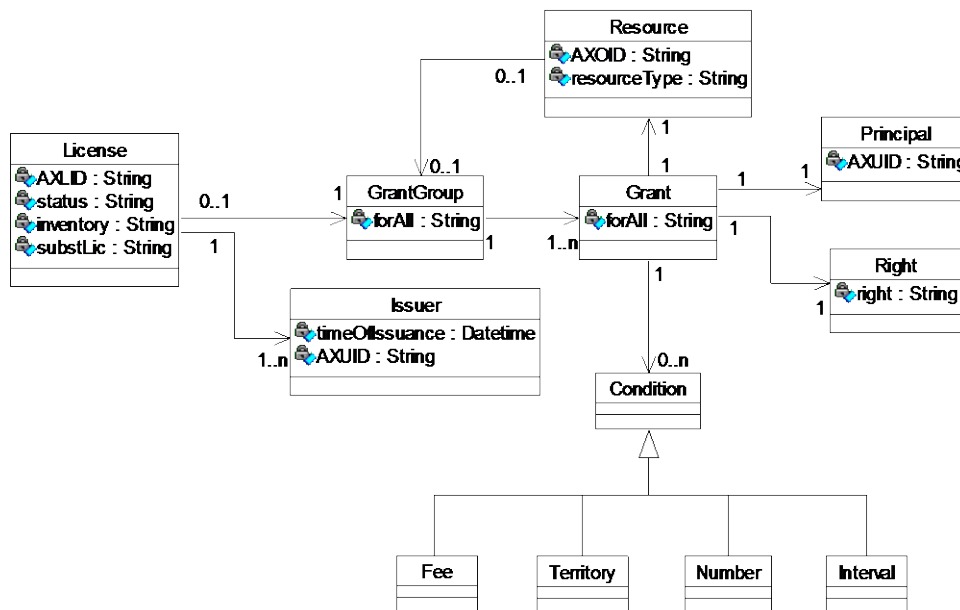 Resource
AXOID : String
resourceType : String
0..1
1
Principal
AXUID : String
License
AXLID : String
status : String
inventory : String
substLic : String
0..1
1
0..1
GrantGroup
forAll : String
1
1
Grant
forAll : String
1..n
1
1
1
1
1
Right
right : String
Issuer
timeOfIssuance : Datetime
AXUID : String
1
1..n
0..n
Condition
Fee
Territory
Number
Interval